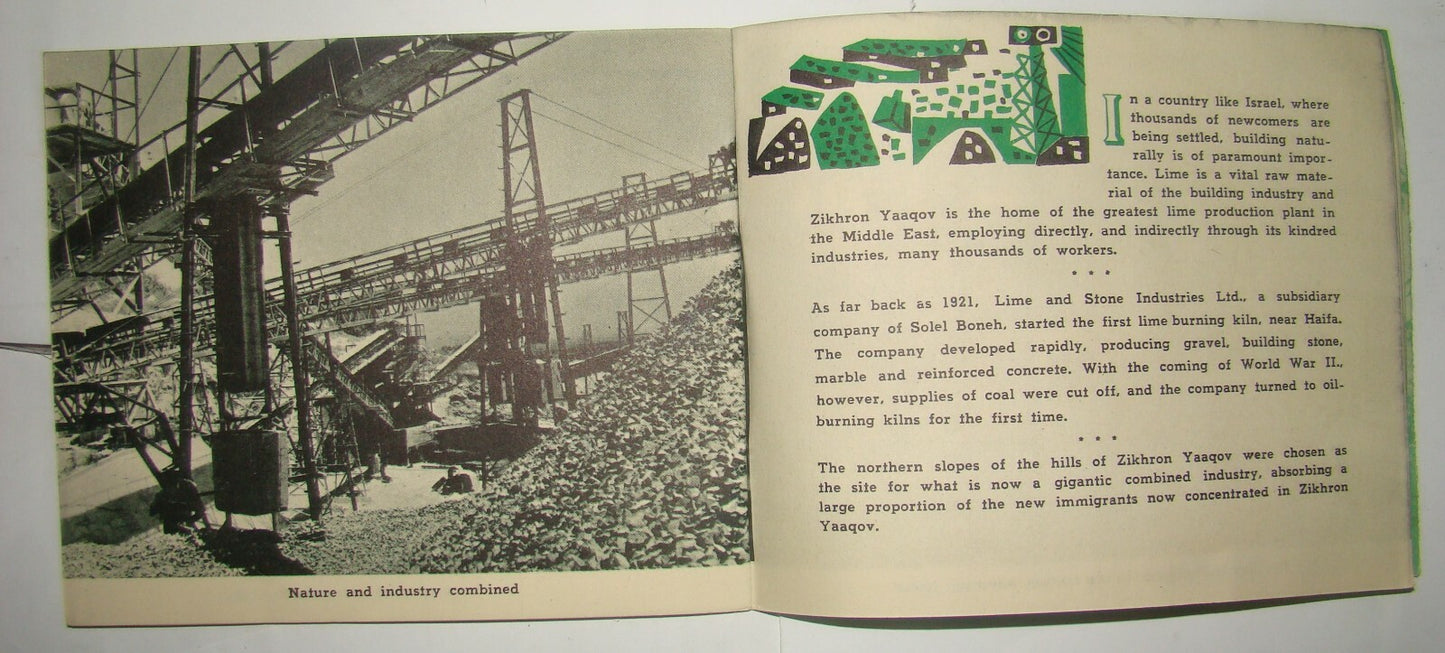 Nature and industry combined
In a country like Israel, where
thousands of newcomers are
being settled, building natu-
rally is of paramount impor-
tance. Lime is a vital raw mate-
rial of the building industry and
Zikhron Yaaqov is the home of the greatest lime production plant in
the Middle East, employing directly, and indirectly through its kindred
industries, many thousands of workers.
* * *
As far back as 1921, Lime and Stone Industries Ltd., a subsidiary
company of Solel Boneh, started the first lime burning kiln, near Haifa.
The company developed rapidly, producing gravel, building stone,
marble and reinforced concrete. With the coming of World War II.,
however, supplies of coal were cut off, and the company turned to oil-
burning kilns for the first time.
* * *
The northern slopes of the hills of Zikhron Yaaqov were chosen as
the site for what is now a gigantic combined industry, absorbing a
large proportion of the new immigrants now concentrated in Zikhron
Yaaqov.